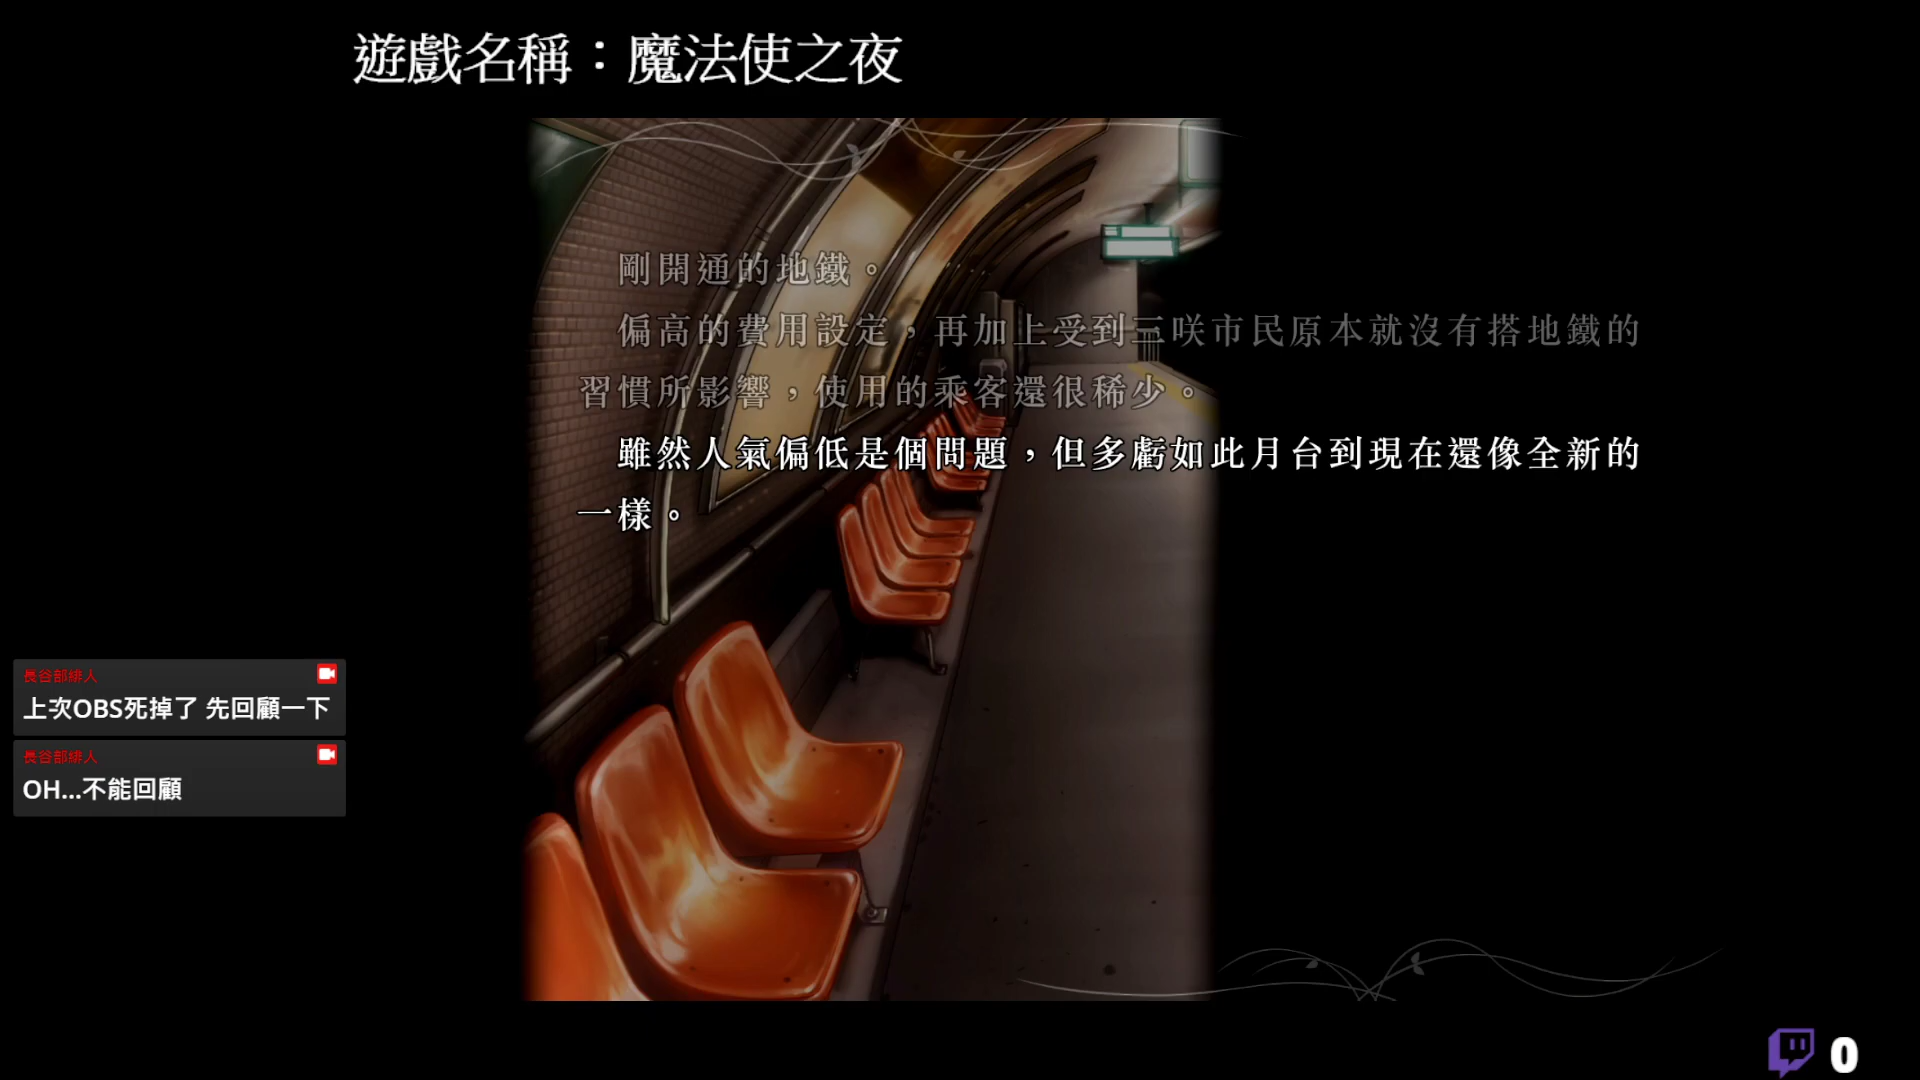 遊戲名稱：魔法使之夜
剛開通的地鐵。
偏高的費用設定，再加上受到三咲市民原本就沒有搭地鐵的
習慣所影響，使用的乘客還很稀少。
雖然人氣偏低是個問題，但多虧如此月台到現在還像全新的
一樣。
長谷部緋人
上次OBS死掉了 先回顧一下
長谷部緋人
OH...不能回顧
0